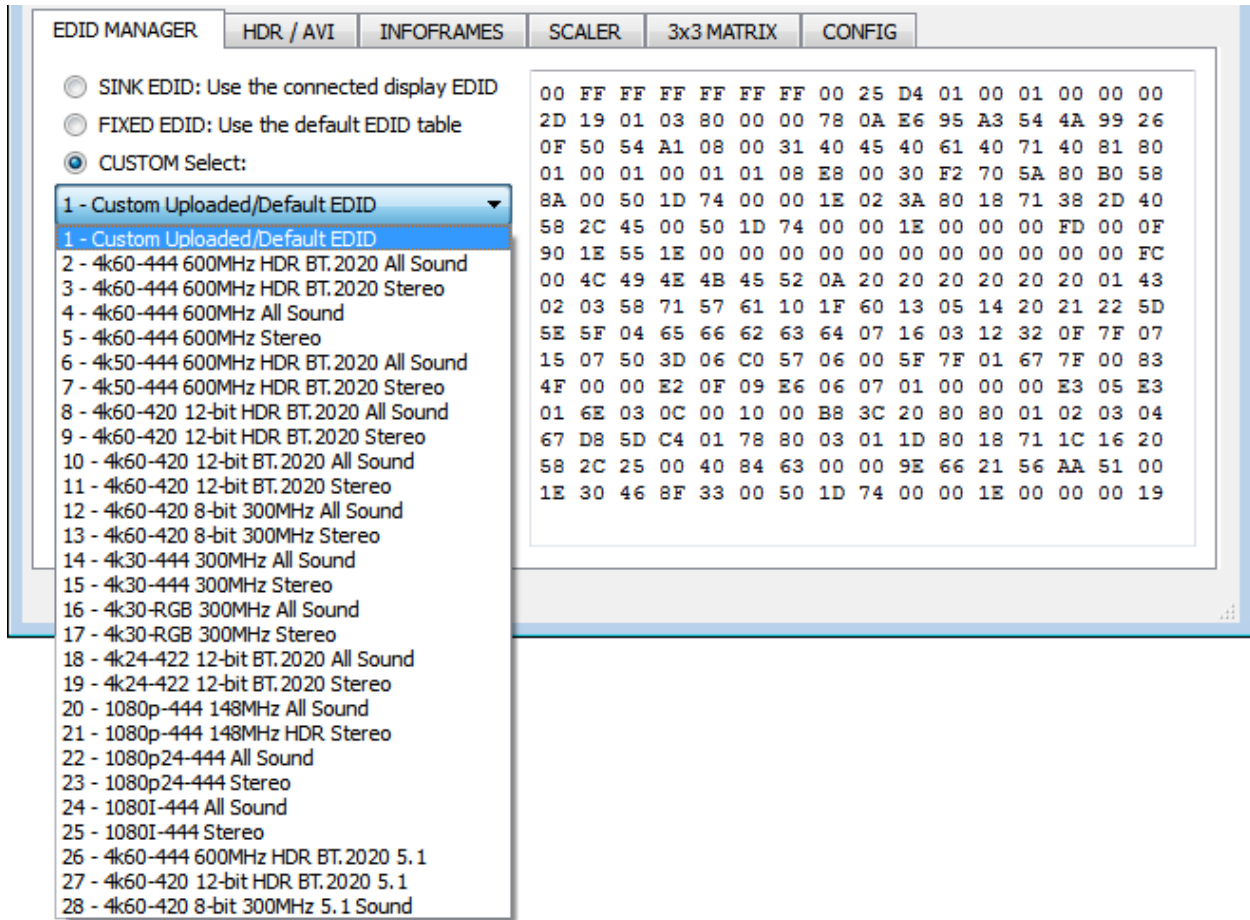 EDID MANAGER HDR / AVI INFOFRAMES SCALER 3x3 MATRIX CONFIG
SINK EDID: Use the connected display EDID
FIXED EDID: Use the default EDID table
CUSTOM Select:
1 - Custom Uploaded/Default EDID
1 - Custom Uploaded/Default EDID
2 - 4k60-444 600MHz HDR BT.2020 All Sound
3 - 4k60-444 600MHz HDR BT.2020 Stereo
4 - 4k60-444 600MHz All Sound
5 - 4k60-444 600MHz Stereo
6 - 4k50-444 600MHz HDR BT.2020 All Sound
7 - 4k50-444 600MHz HDR BT.2020 Stereo
8 - 4k60-420 12-bit HDR BT.2020 All Sound
9 - 4k60-420 12-bit HDR BT.2020 Stereo
10 - 4k60-420 12-bit BT.2020 All Sound
11 - 4k60-420 12-bit BT.2020 Stereo
12 - 4k60-420 8-bit 300MHz All Sound
13 - 4k60-420 8-bit 300MHz Stereo
14 - 4k30-444 300MHz All Sound
15 - 4k30-444 300MHz Stereo
16 - 4k30-RGB 300MHz All Sound
17 - 4k30-RGB 300MHz Stereo
18 - 4k24-422 12-bit BT.2020 All Sound
19 - 4k24-422 12-bit BT.2020 Stereo
20 - 1080p-444 148MHz All Sound
21 - 1080p-444 148MHz HDR Stereo
22 - 1080p24-444 All Sound
23 - 1080p24-444 Stereo
24 - 1080I-444 All Sound
25 - 1080I-444 Stereo
26 - 4k60-444 600MHz HDR BT.2020 5.1
27 - 4k60-420 12-bit HDR BT.2020 5.1
28 - 4k60-420 8-bit 300MHz 5.1 Sound
00 FF FF FF FF FF FF 00 25 D4 01 00 01 00 00 00
2D 19 01 03 80 00 00 78 0A E6 95 A3 54 4A 99 26
0F 50 54 A1 08 00 31 40 45 40 61 40 71 40 81 80
01 00 01 00 01 01 08 E8 00 30 F2 70 5A 80 B0 58
8A 00 50 1D 74 00 00 1E 02 3A 80 18 71 38 2D 40
58 2C 45 00 50 1D 74 00 00 1E 00 00 00 FD 00 0F
90 1E 55 1E 00 00 00 00 00 00 00 00 00 00 00 FC
00 4C 49 4E 4B 45 52 0A 20 20 20 20 20 20 01 43
02 03 58 71 57 61 10 1F 60 13 05 14 20 21 22 5D
5E 5F 04 65 66 62 63 64 07 16 03 12 32 0F 7F 07
15 07 50 3D 06 C0 57 06 00 5F 7F 01 67 7F 00 83
4F 00 00 E2 0F 09 E6 06 07 01 00 00 00 E3 05 E3
01 6E 03 0C 00 10 00 B8 3C 20 80 80 01 02 03 04
67 D8 5D C4 01 78 80 03 01 1D 80 18 71 1C 16 20
58 2C 25 00 40 84 63 00 00 9E 66 21 56 AA 51 00
1E 30 46 8F 33 00 50 1D 74 00 00 1E 00 00 00 19